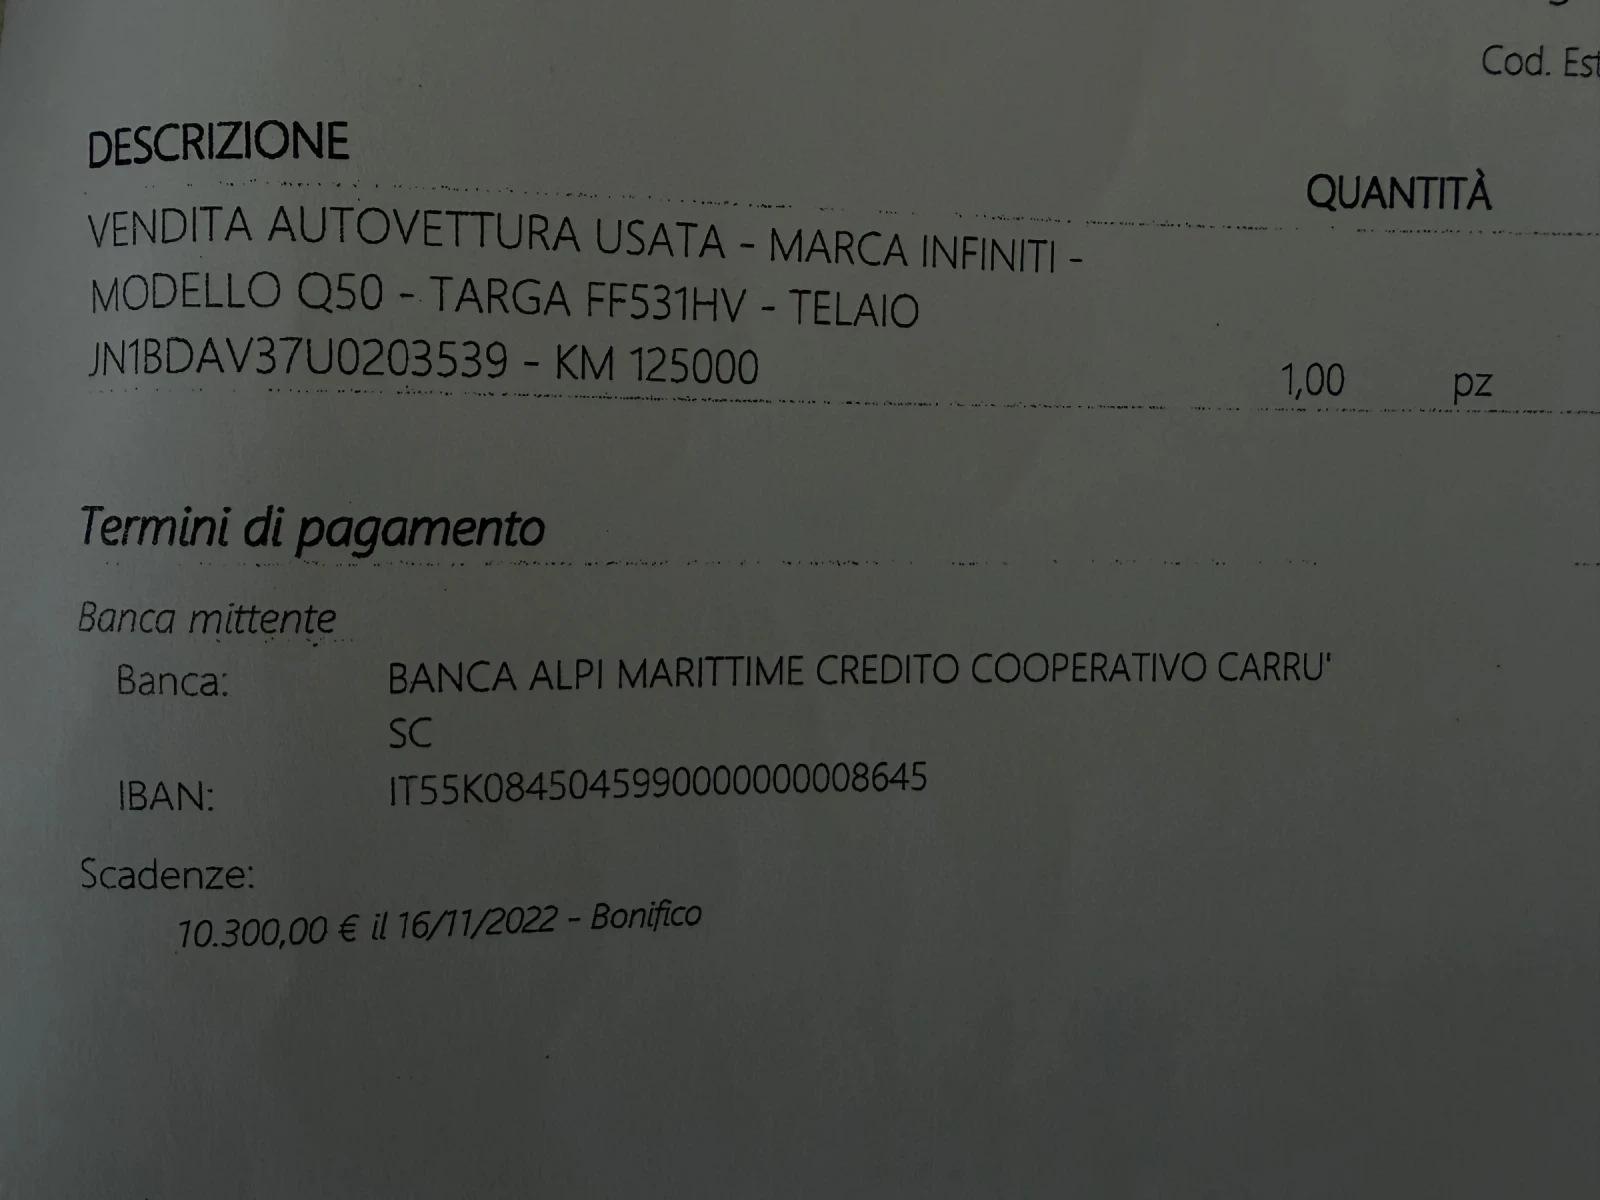 Cod. Est
DESCRIZIONE
QUANTITÀ
VENDITA AUTOVETTURA USATA - MARCA INFINITI -
MODELLO Q50 - TARGA FF531HV - TELAIO
JN1BDAV37U0203539 - KM 125000
1,00 pz
Termini di pagamento
Banca mittente
Banca: BANCA ALPI MARITTIME CREDITO COOPERATIVO CARRU'
SC
IBAN: IT55K0845045990000000008645
Scadenze:
10.300,00 € il 16/11/2022 - Bonifico